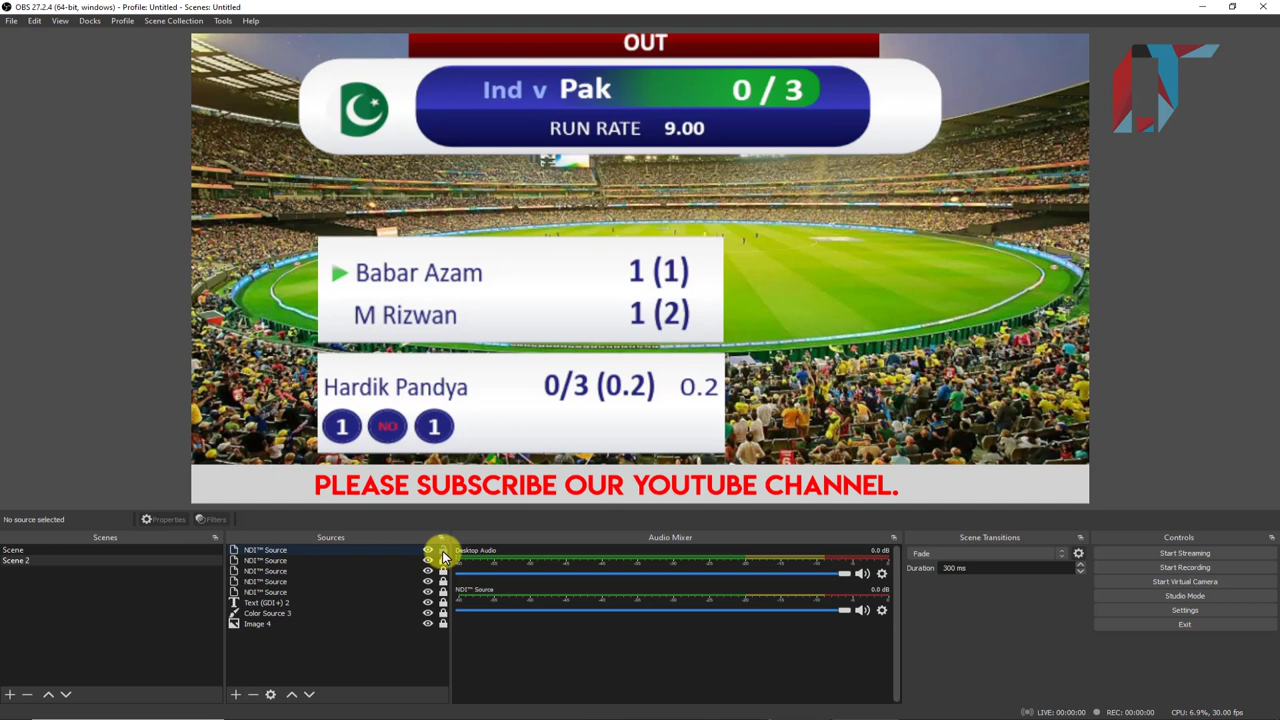 OBS 27.2.4 (64-bit, windows) - Profile: Untitled - Scenes: Untitled
File Edit View Docks Profile Scene Collection Tools Help
OUT
Ind v Pak 0 / 3
RUN RATE 9.00
Babar Azam 1 (1)
M Rizwan 1 (2)
Hardik Pandya 0/3 (0.2) 0.2
1 NO 1
PLEASE SUBSCRIBE OUR YOUTUBE CHANNEL.
No source selected Properties Filters
Scenes Sources Audio Mixer Scene Transitions Controls
Scene NDI™ Source Desktop Audio 0.0 dB Fade Start Streaming
Scene 2 NDI™ Source
NDI™ Source Duration 300 ms Start Recording
NDI™ Source Start Virtual Camera
NDI™ Source NDI™ Source 0.0 dB Studio Mode
Text (GDI+) 2 Settings
Color Source 3
Image 4 Exit
LIVE: 00:00:00 REC: 00:00:00 CPU: 6.9%, 30.00 fps